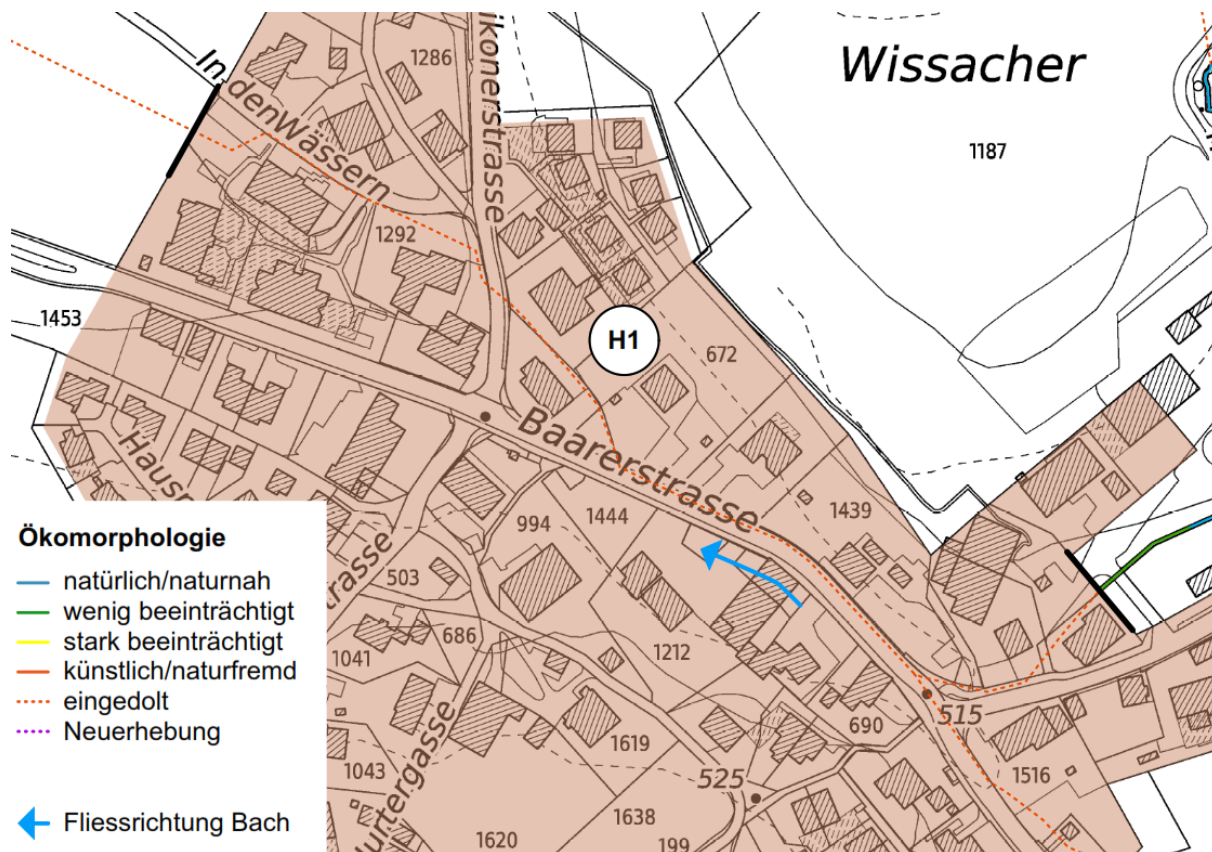 Wissacher
1187
1286
ikonerstrasse
In den Wässern
1292
1453
H1
672
Baarerstrasse
1439
994
1444
503
strasse
686
1041
1212
690
515
1619
525
1516
1043
1638
1620
199
urtergasse
Ökomorphologie
natürlich/naturnah
wenig beeinträchtigt
stark beeinträchtigt
künstlich/naturfremd
eingedolt
Neuerhebung
Fliessrichtung Bach